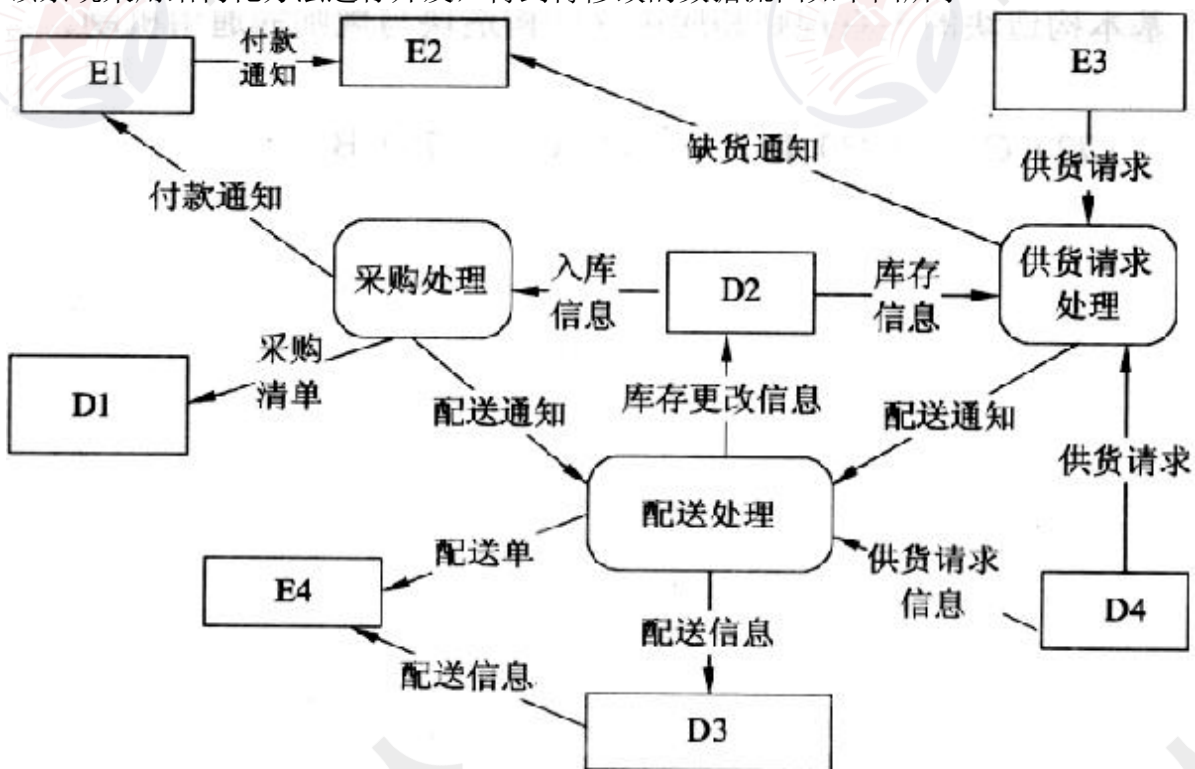 E1
付款
通知
E2
E3
缺货通知
供货请求
付款通知
采购处理
入库
信息
D2
库存
信息
供货请求
处理
采购
清单
D1
配送通知
库存更改信息
配送通知
供货请求
配送处理
配送单
E4
供货请求
信息
D4
配送信息
配送信息
D3